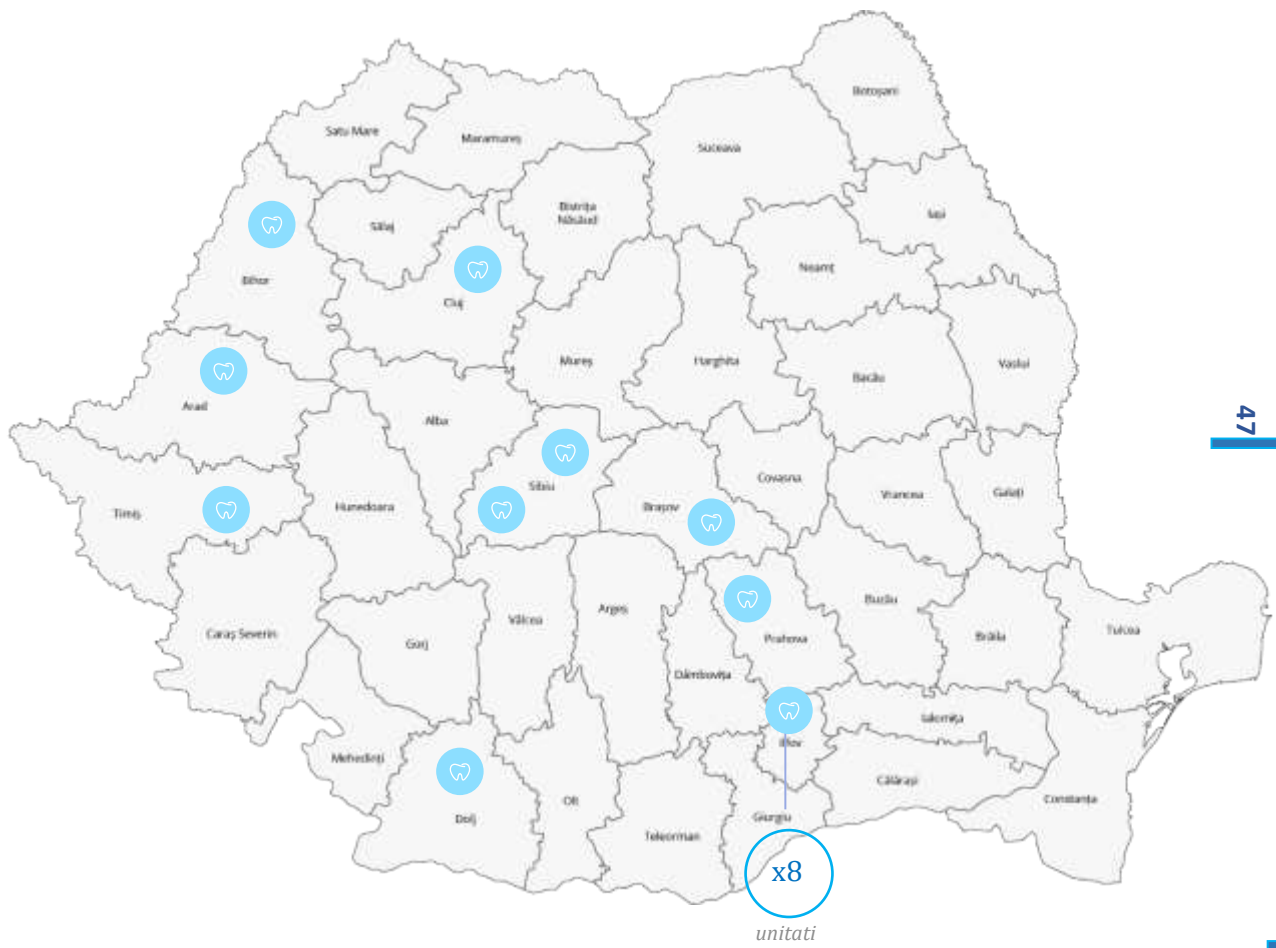 Botoșani
Satu Mare
Maramureș
Suceava
Bistrița
Năsăud
Iași
Sălaj
Neamț
Bihor
Cluj
Mureș
Harghita
Vaslui
Bacău
Arad
Alba
47
Covasna
Sibiu
Vrancea
Galați
Hunedoara
Brașov
Timiș
Buzău
Argeș
Vâlcea
Tulcea
Caraș Severin
Prahova
Brăila
Gorj
Dâmbovița
Ialomița
Ilfov
Mehedinți
Călărași
Constanța
Olt
Dolj
Giurgiu
Teleorman
x8
unitati